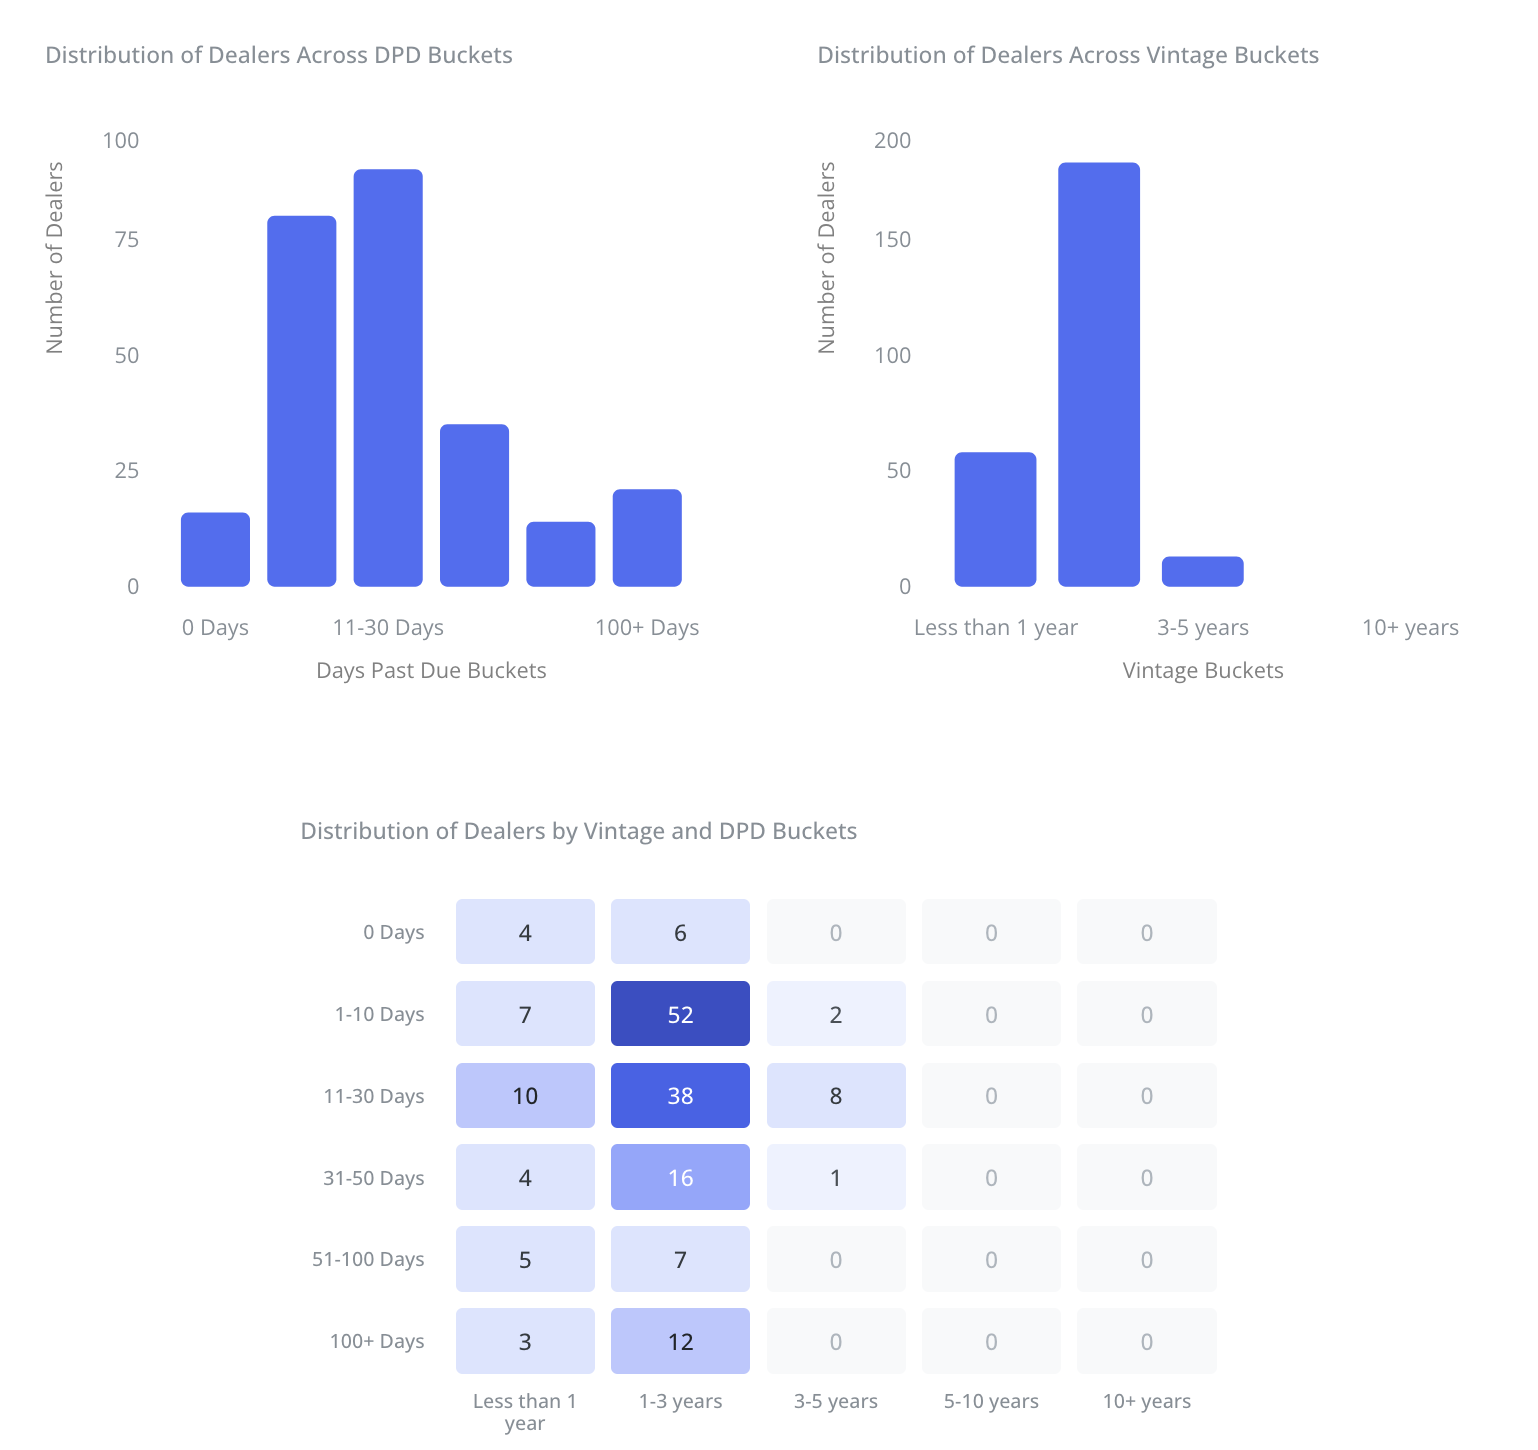 Distribution of Dealers Across DPD Buckets
Number of Dealers
100
75
50
25
0
0 Days 11-30 Days 100+ Days
Days Past Due Buckets
Distribution of Dealers Across Vintage Buckets
Number of Dealers
200
150
100
50
0
Less than 1 year 3-5 years 10+ years
Vintage Buckets
Distribution of Dealers by Vintage and DPD Buckets
0 Days 4 6 0 0 0
1-10 Days 7 52 2 0 0
11-30 Days 10 38 8 0 0
31-50 Days 4 16 1 0 0
51-100 Days 5 7 0 0 0
100+ Days 3 12 0 0 0
Less than 1 year 1-3 years 3-5 years 5-10 years 10+ years